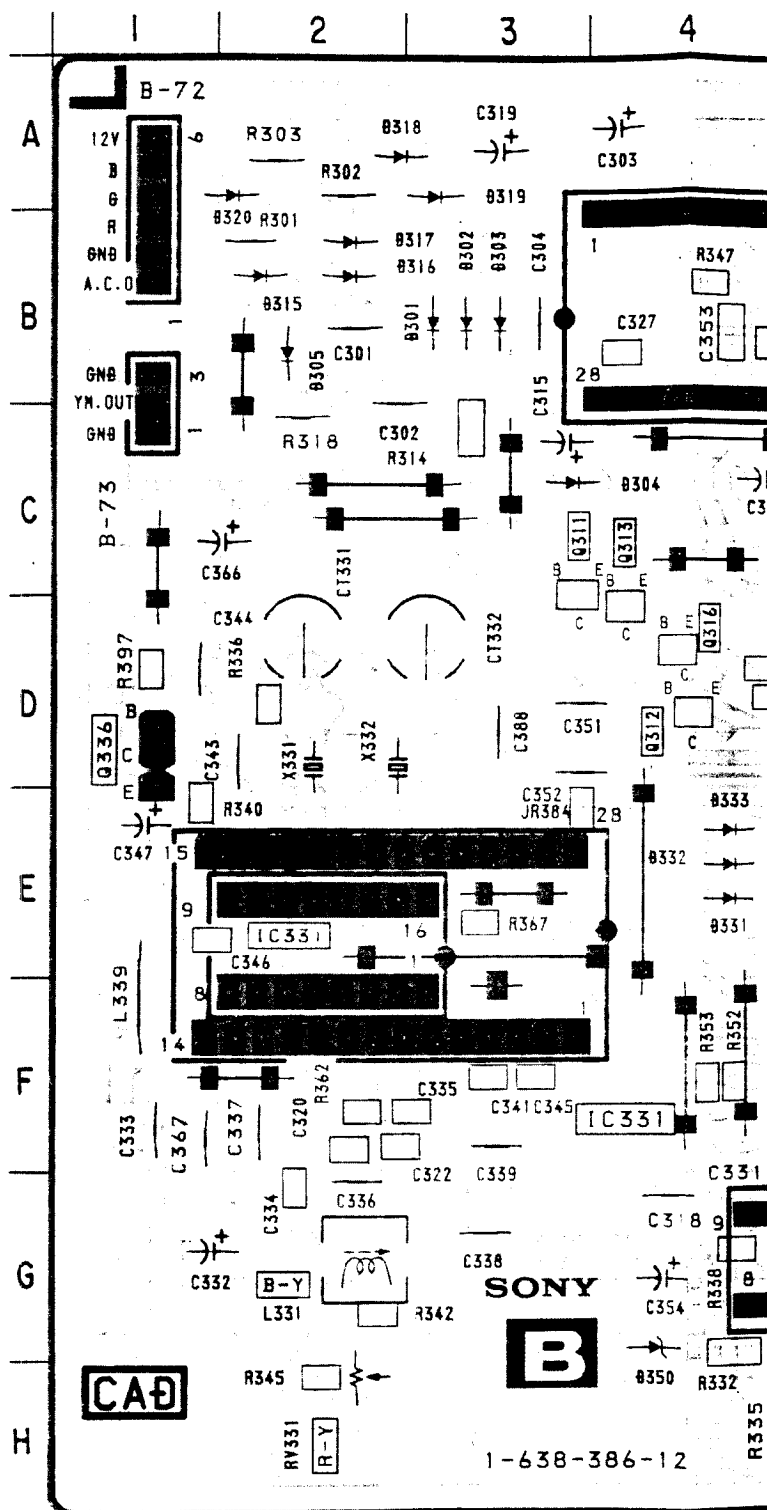 1 2 3 4
B-72
A
12V
B
G
R
GND
A.C.O
6
1
R303
D318
C319
C303
R302
D320
R301
D319
D317
D316
D302
D303
C304
1
R347
B
D315
D301
C327
C353
C301
D305
C315
28
GND
YM.OUT
GND
3
1
R318
C302
R314
C
B-73
D304
C3
Q311
Q313
C366
CT331
B E
C
B E
C
C344
R336
CT332
B E
C
Q316
R397
D
B E
C
Q312
Q336
B
C
E
C343
X331
X332
C388
C351
R340
C352
JR384
28
D333
C347
15
D332
E
9
IC331
16
R367
D331
C346
1
L339
8
1
14
R353
R352
F
R362
C335
C341
C345
IC331
C333
C367
C337
C320
C322
C339
C331
C334
C336
C318
9
G
C332
C338
B-Y
L331
R342
SONY
C354
R338
8
B
D350
R332
CAD
R345
H
RV331
R-Y
R335
1-638-386-12